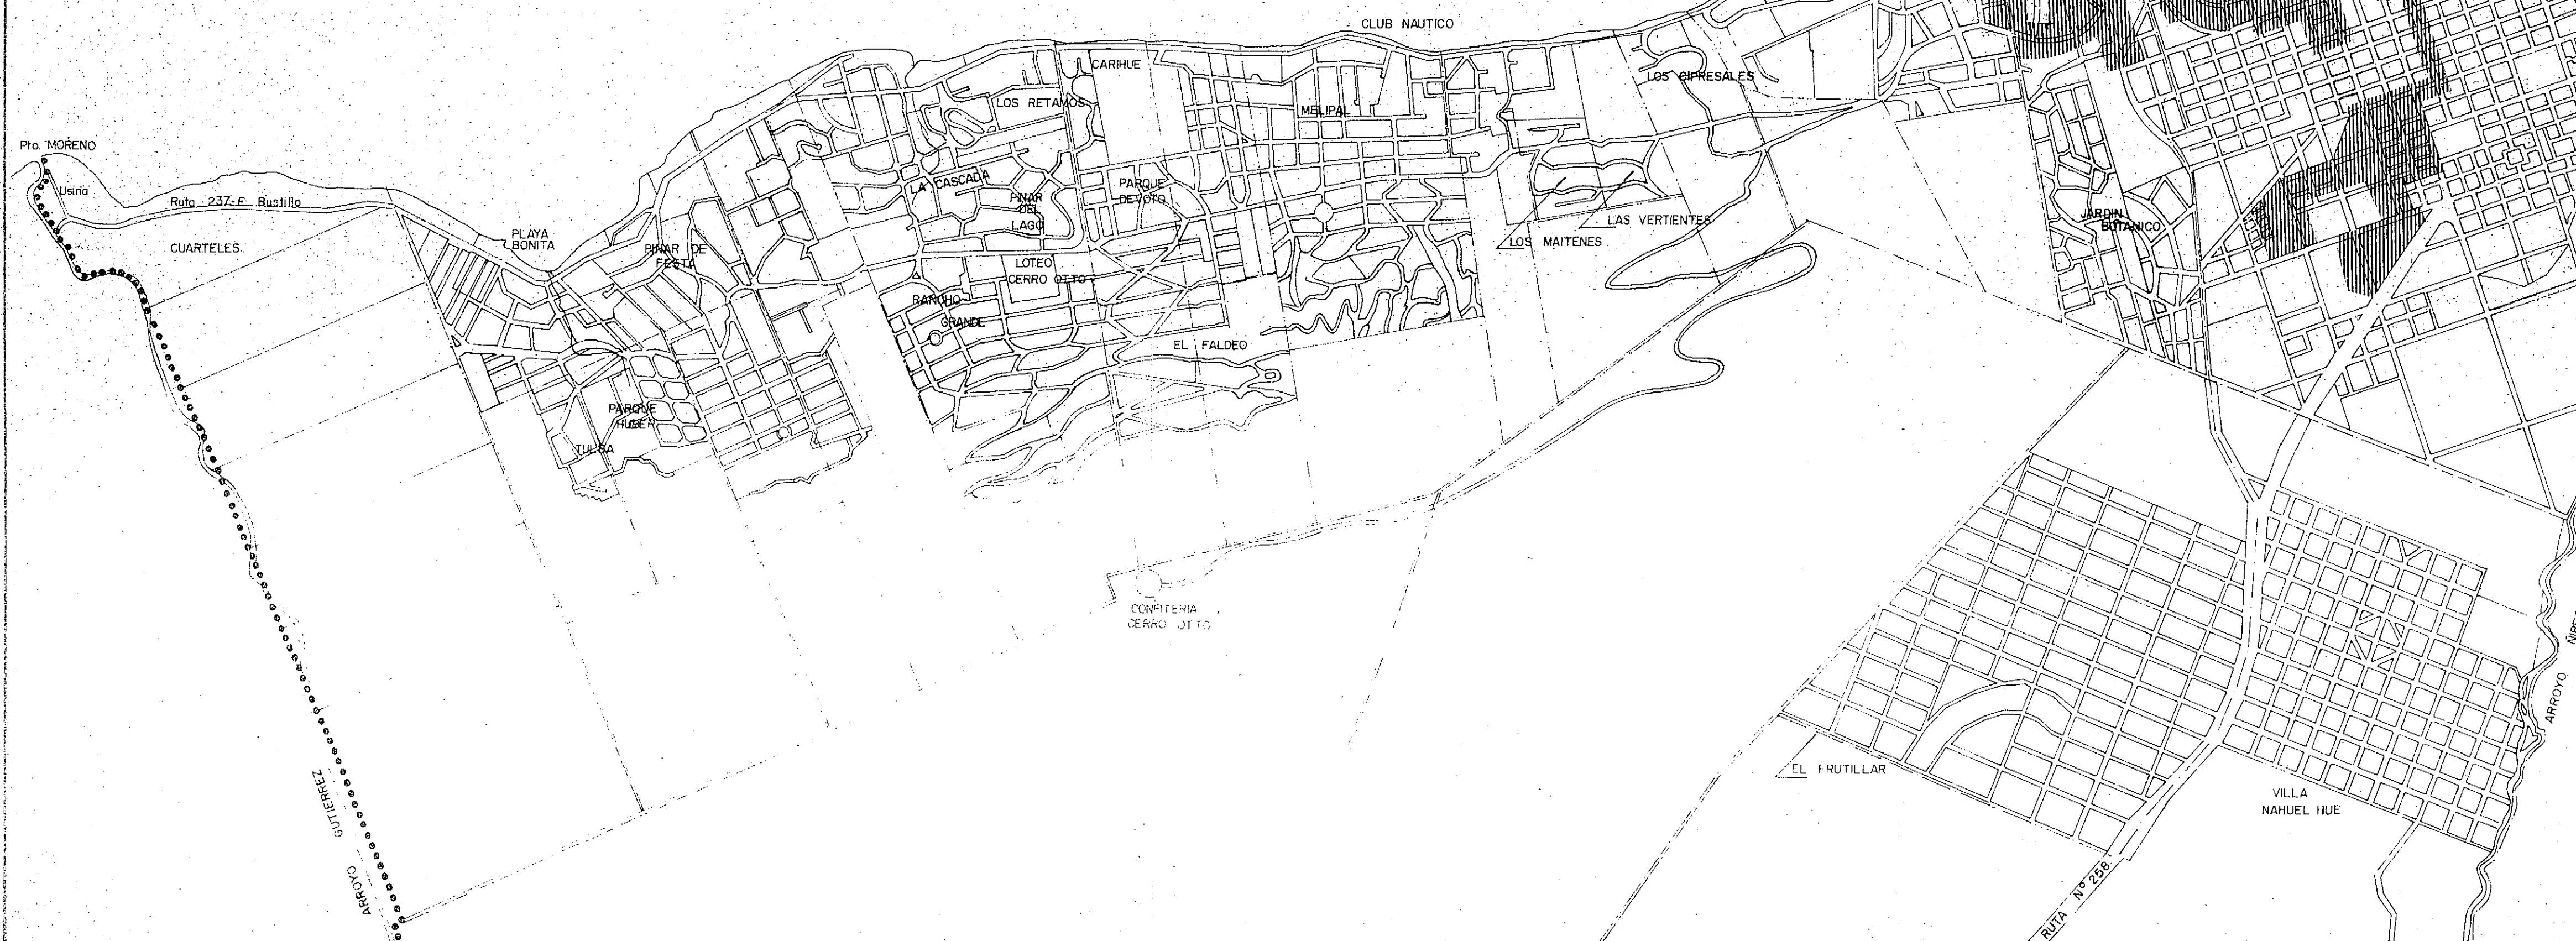 CLUB NAUTICO
CARIHUE
LOS CIPRESALES
LOS RETAMOS
MELIPAL
Pto. MORENO
Usina
Ruta 237-E. Bustillo
LA CASCADA
PINAR
DEL
LAGO
PARQUE
DEVOTO
LAS VERTIENTES
LOS MAITENES
JARDIN
BOTANICO
CUARTELES
PLAYA
BONITA
PINAR DE
FESTA
LOTEO
CERRO OTTO
RANCHO
GRANDE
EL FALDEO
PARQUE
TULSA
CONFITERIA
CERRO OTTO
EL FRUTILLAR
VILLA
NAHUEL HUE
ARROYO
ARROYO GUTIERREZ
RUTA Nº 258